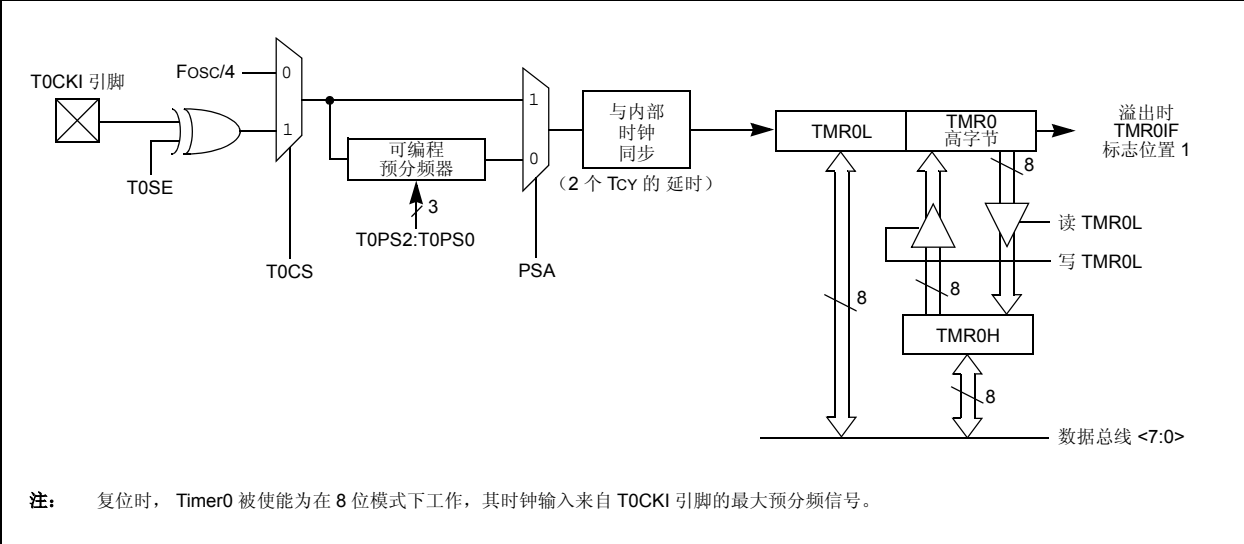 T0CKI 引脚
FOSC/4
0
1
T0SE
T0CS
可编程
预分频器
3
T0PS2:T0PS0
1
0
PSA
与内部
时钟
同步
（2 个 TCY 的 延时）
TMR0L
TMR0
高字节
溢出时
TMR0IF
标志位置 1
8
读 TMR0L
写 TMR0L
8
8
TMR0H
8
数据总线 <7:0>
注： 复位时， Timer0 被使能为在 8 位模式下工作，其时钟输入来自 T0CKI 引脚的最大预分频信号。